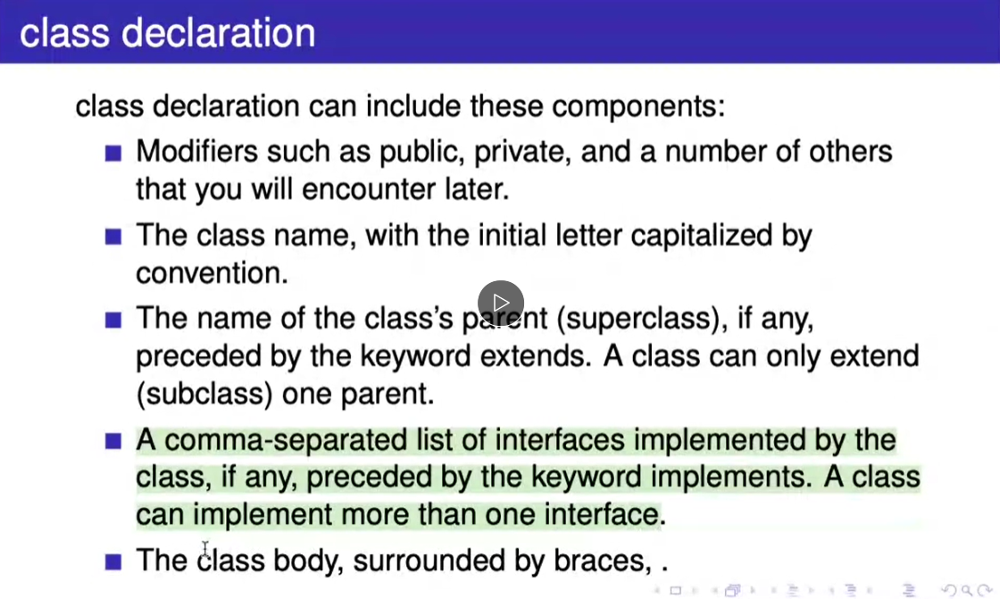 class declaration
class declaration can include these components:
Modifiers such as public, private, and a number of others
that you will encounter later.
The class name, with the initial letter capitalized by
convention.
The name of the class's parent (superclass), if any,
preceded by the keyword extends. A class can only extend
(subclass) one parent.
A comma-separated list of interfaces implemented by the
class, if any, preceded by the keyword implements. A class
can implement more than one interface.
The class body, surrounded by braces, .